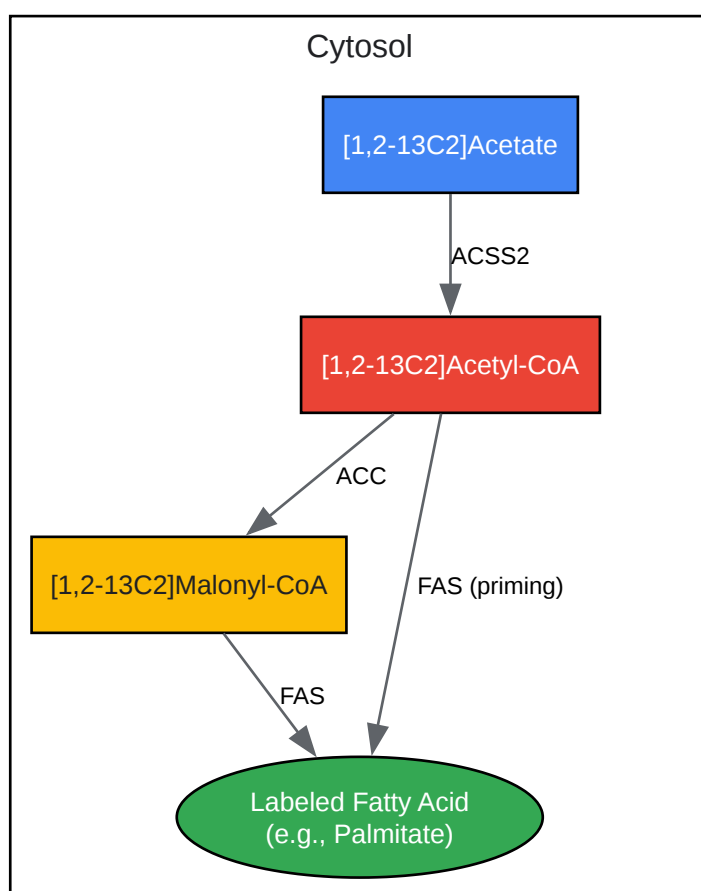 Cytosol
[1,2-13C2]Acetate
ACSS2
[1,2-13C2]Acetyl-CoA
ACC
[1,2-13C2]Malonyl-CoA
FAS (priming)
FAS
Labeled Fatty Acid
(e.g., Palmitate)